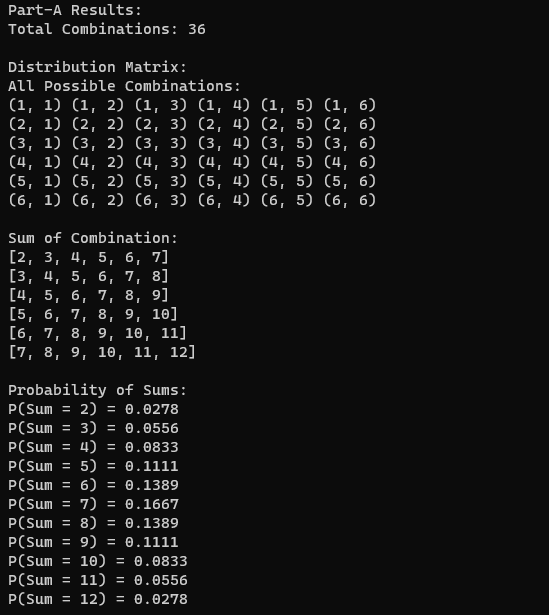 Part-A Results:
Total Combinations: 36
Distribution Matrix:
All Possible Combinations:
(1, 1) (1, 2) (1, 3) (1, 4) (1, 5) (1, 6)
(2, 1) (2, 2) (2, 3) (2, 4) (2, 5) (2, 6)
(3, 1) (3, 2) (3, 3) (3, 4) (3, 5) (3, 6)
(4, 1) (4, 2) (4, 3) (4, 4) (4, 5) (4, 6)
(5, 1) (5, 2) (5, 3) (5, 4) (5, 5) (5, 6)
(6, 1) (6, 2) (6, 3) (6, 4) (6, 5) (6, 6)
Sum of Combination:
[2, 3, 4, 5, 6, 7]
[3, 4, 5, 6, 7, 8]
[4, 5, 6, 7, 8, 9]
[5, 6, 7, 8, 9, 10]
[6, 7, 8, 9, 10, 11]
[7, 8, 9, 10, 11, 12]
Probability of Sums:
P(Sum = 2) = 0.0278
P(Sum = 3) = 0.0556
P(Sum = 4) = 0.0833
P(Sum = 5) = 0.1111
P(Sum = 6) = 0.1389
P(Sum = 7) = 0.1667
P(Sum = 8) = 0.1389
P(Sum = 9) = 0.1111
P(Sum = 10) = 0.0833
P(Sum = 11) = 0.0556
P(Sum = 12) = 0.0278